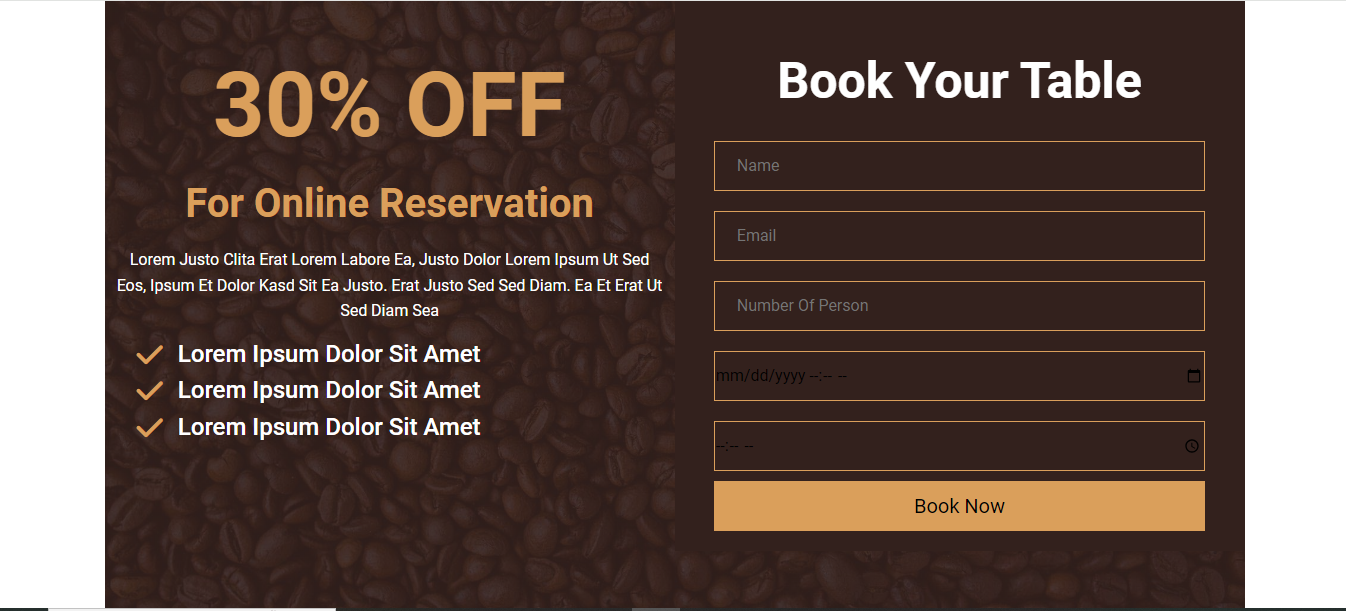 30% OFF
For Online Reservation
Lorem Justo Clita Erat Lorem Labore Ea, Justo Dolor Lorem Ipsum Ut Sed
Eos, Ipsum Et Dolor Kasd Sit Ea Justo. Erat Justo Sed Sed Diam. Ea Et Erat Ut
Sed Diam Sea
Lorem Ipsum Dolor Sit Amet
Lorem Ipsum Dolor Sit Amet
Lorem Ipsum Dolor Sit Amet
Book Your Table
Name
Email
Number Of Person
mm/dd/yyyy --:-- --
--:-- --
Book Now